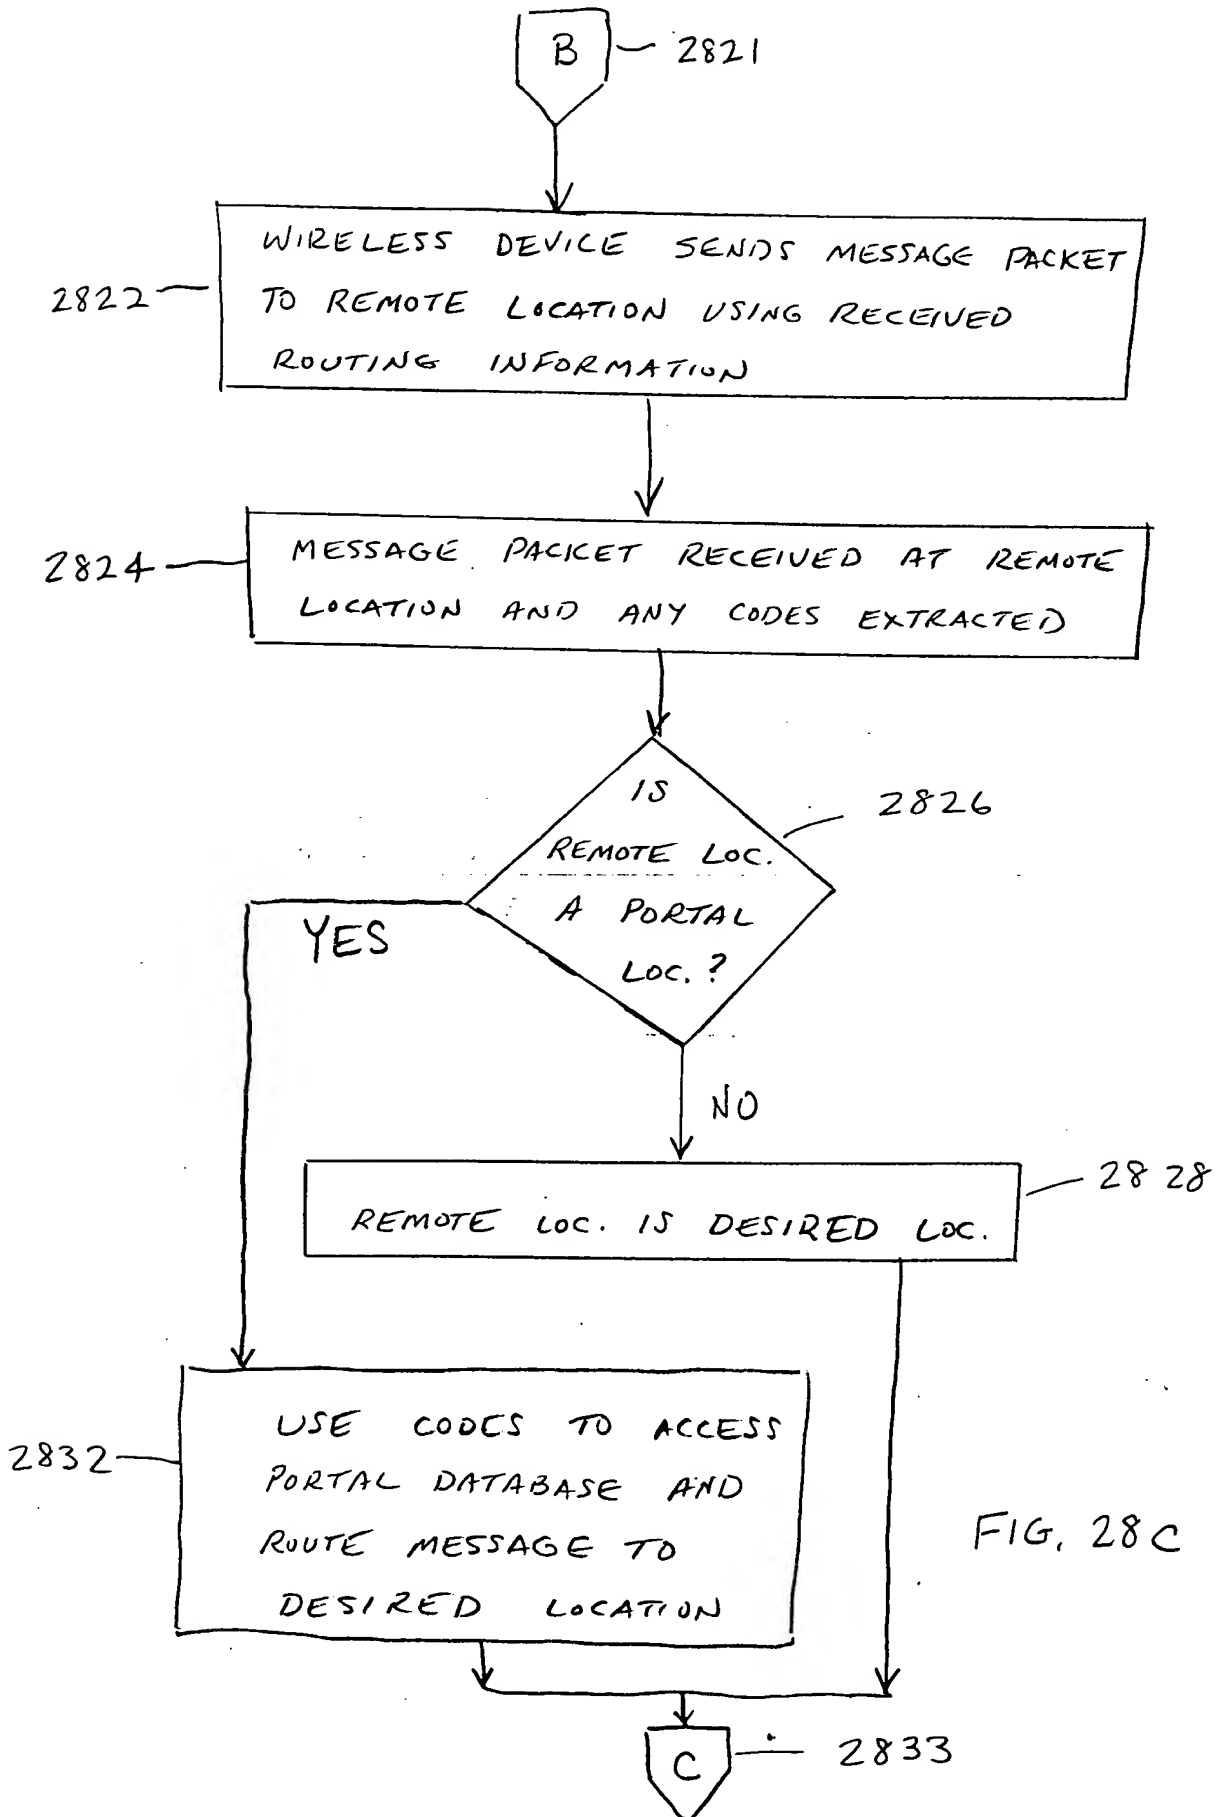 B
2821
WIRELESS DEVICE SENDS MESSAGE PACKET
2822
TO REMOTE LOCATION USING RECEIVED
ROUTING INFORMATION
MESSAGE PACKET RECEIVED AT REMOTE
2824
LOCATION AND ANY CODES EXTRACTED
IS
2826
REMOTE LOC.
A PORTAL
YES
LOC. ?
NO
2828
REMOTE LOC. IS DESIRED LOC.
USE CODES TO ACCESS
2832
PORTAL DATABASE AND
ROUTE MESSAGE TO
FIG. 28C
DESIRED LOCATION
C
2833